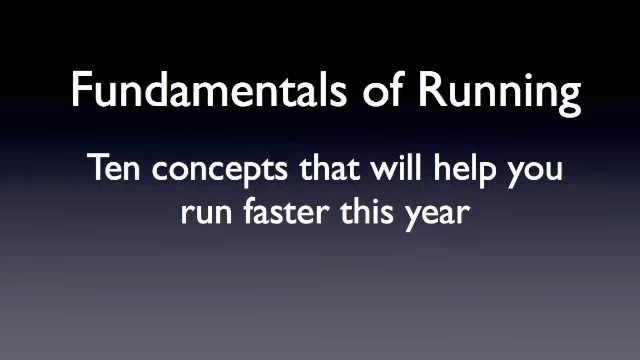 Fundamentals of Running
Ten concepts that will help you
run faster this year